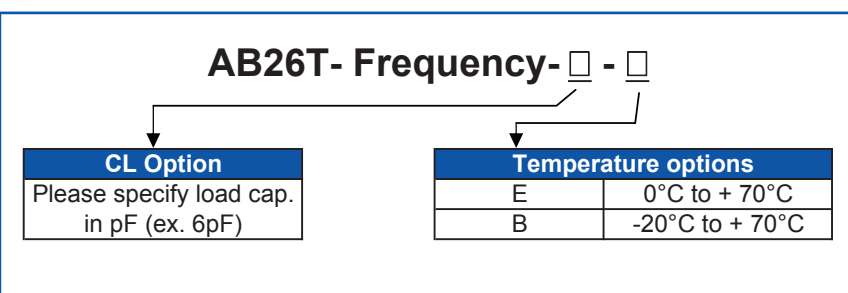 AB26T- Frequency-□ - □
CL Option
Please specify load cap.
in pF (ex. 6pF)
Temperature options
E 0°C to + 70°C
B -20°C to + 70°C